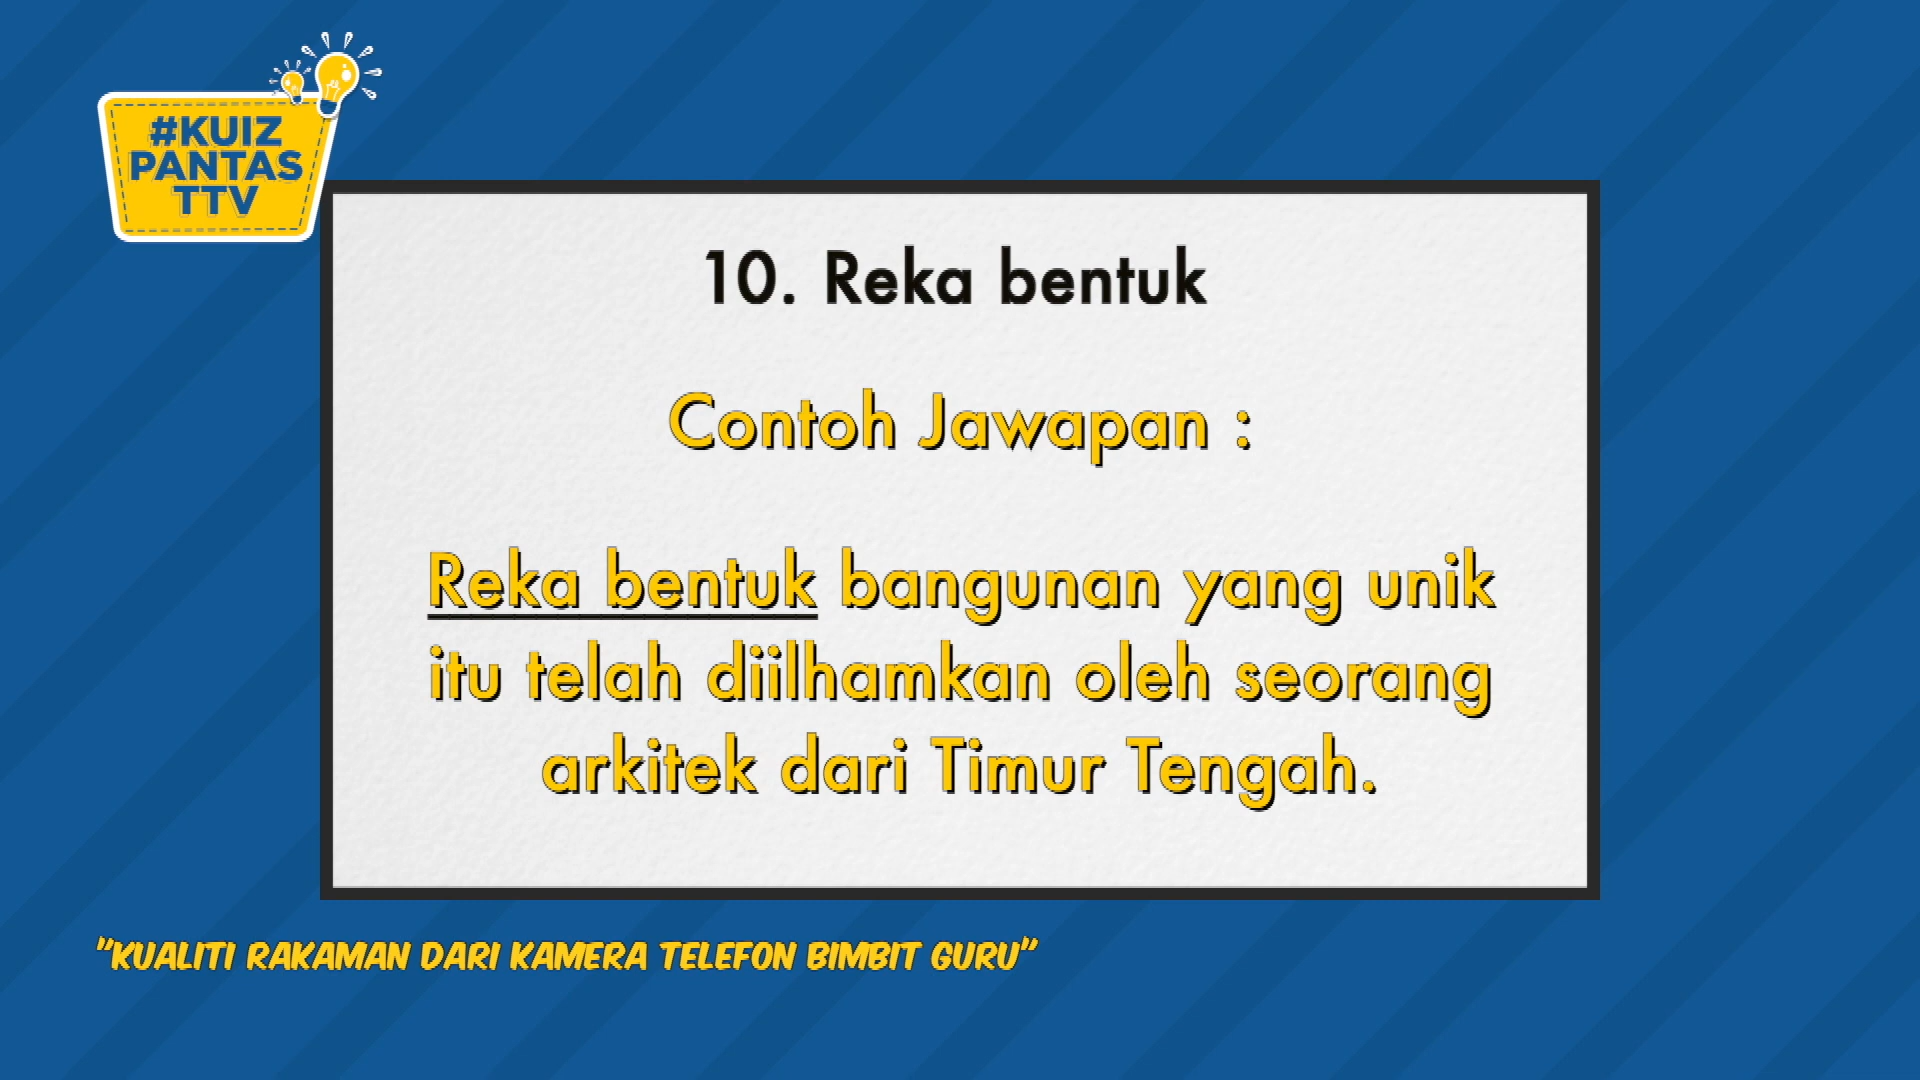 #KUIZ
PANTAS
TTV
10. Reka bentuk
Contoh Jawapan :
Reka bentuk bangunan yang unik
itu telah diilhamkan oleh seorang
arkitek dari Timur Tengah.
"KUALITI RAKAMAN DARI KAMERA TELEFON BIMBIT GURU"